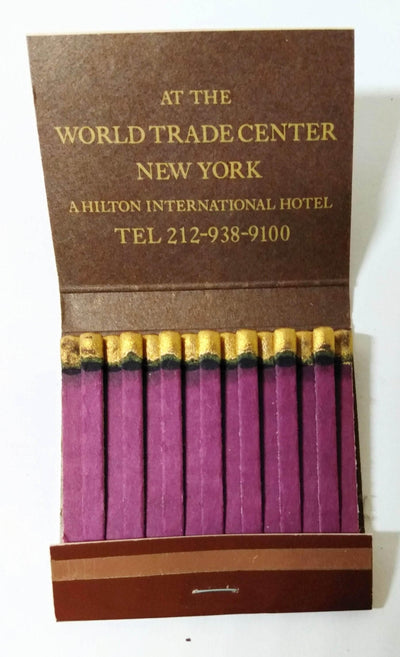 AT THE
WORLD TRADE CENTER
NEW YORK
A HILTON INTERNATIONAL HOTEL
TEL 212-938-9100